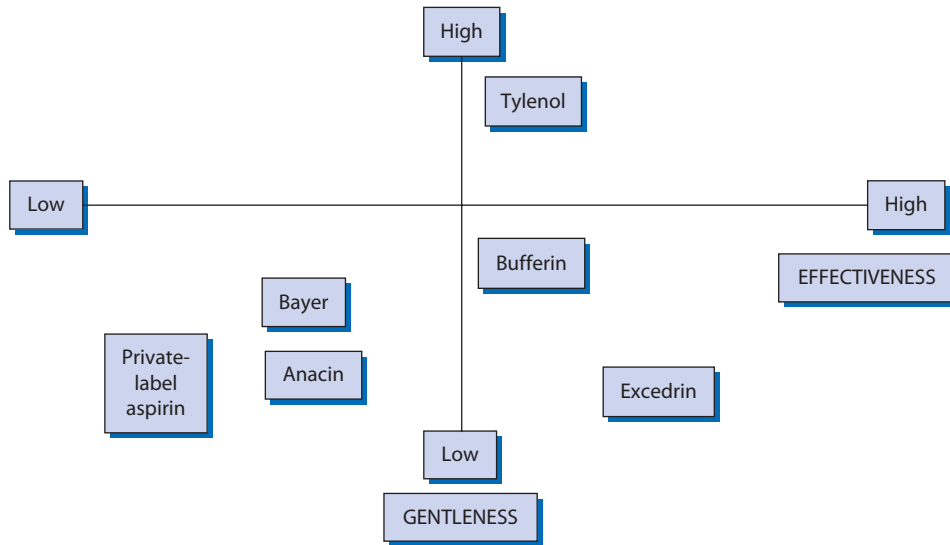 High
Tylenol
Low
High
Bufferin
EFFECTIVENESS
Bayer
Private-
label
aspirin
Anacin
Excedrin
Low
GENTLENESS